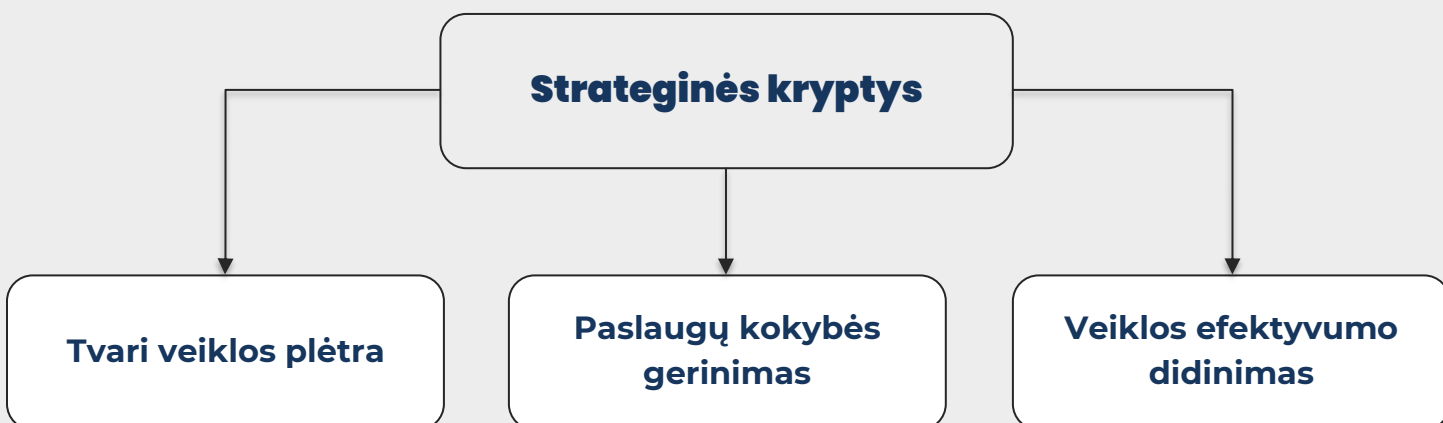 Strateginės kryptys
Tvari veiklos plėtra
Paslaugų kokybės
gerinimas
Veiklos efektyvumo
didinimas